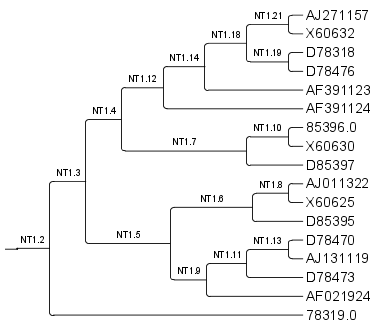 NT1.21 AJ271157
NT1.18 X60632
NT1.19 D78318
NT1.14 D78476
NT1.12 AF391123
NT1.4 AF391124
NT1.10 85396.0
NT1.7 X60630
D85397
NT1.3
NT1.8 AJ011322
NT1.6 X60625
D85395
NT1.5
NT1.13 D78470
NT1.2 NT1.11 AJ131119
NT1.9 D78473
AF021924
78319.0